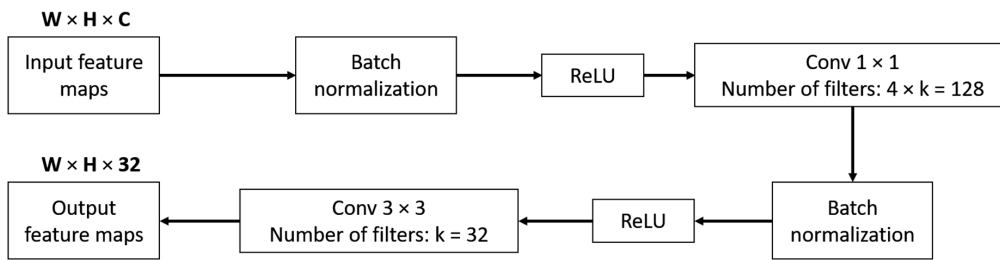 W × H × C
Input feature
maps
Batch
normalization
ReLU
Conv 1 × 1
Number of filters: 4 × k = 128
W × H × 32
Output
feature maps
Conv 3 × 3
Number of filters: k = 32
ReLU
Batch
normalization